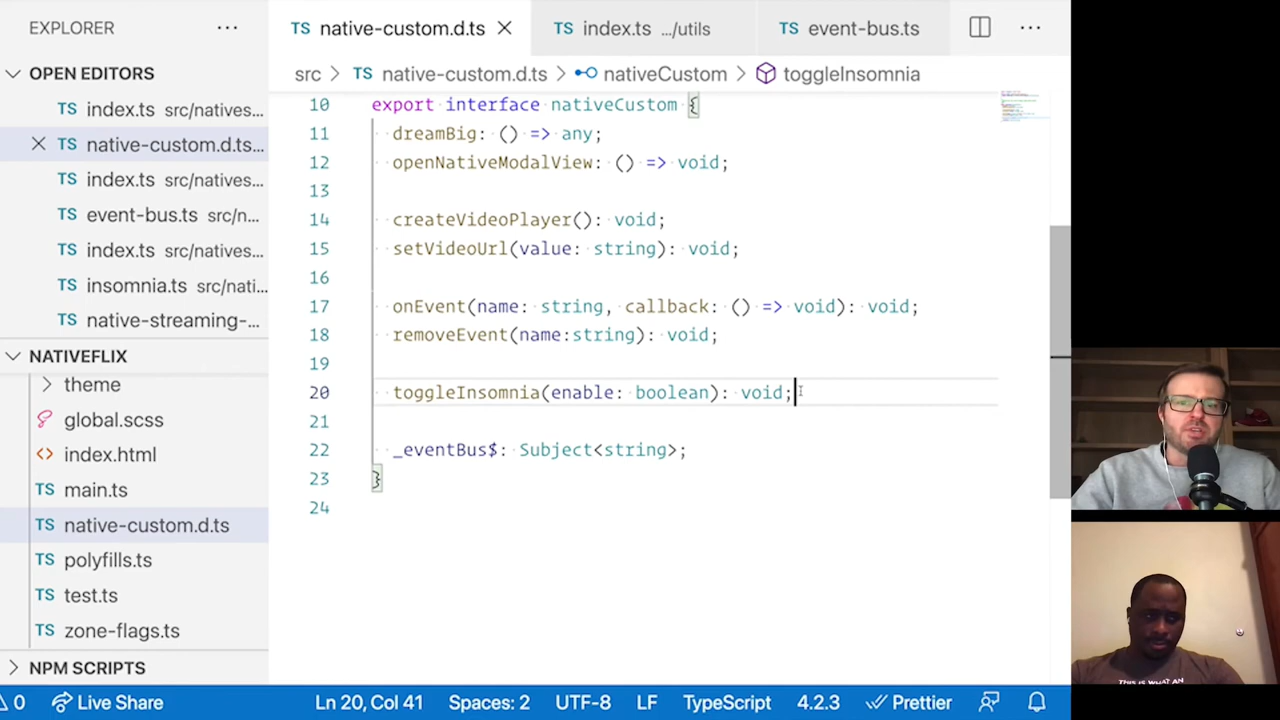 EXPLORER
···
OPEN EDITORS
TS index.ts src/natives...
TS native-custom.d.ts...
TS index.ts src/natives...
TS event-bus.ts src/n...
TS index.ts src/natives...
TS insomnia.ts src/nati...
TS native-streaming-...
NATIVEFLIX
theme
global.scss
<> index.html
TS main.ts
TS native-custom.d.ts
TS polyfills.ts
TS test.ts
TS zone-flags.ts
NPM SCRIPTS
TS native-custom.d.ts
TS index.ts .../utils
TS event-bus.ts
···
src > TS native-custom.d.ts > nativeCustom > toggleInsomnia
10 export interface nativeCustom {
11 dreamBig: () => any;
12 openNativeModalView: () => void;
13
14 createVideoPlayer(): void;
15 setVideoUrl(value: string): void;
16
17 onEvent(name: string, callback: () => void): void;
18 removeEvent(name:string): void;
19
20 toggleInsomnia(enable: boolean): void;
21
22 _eventBus$: Subject<string>;
23 }
24
THIS IS WHAT AN
0 Live Share Ln 20, Col 41 Spaces: 2 UTF-8 LF TypeScript 4.2.3 Prettier